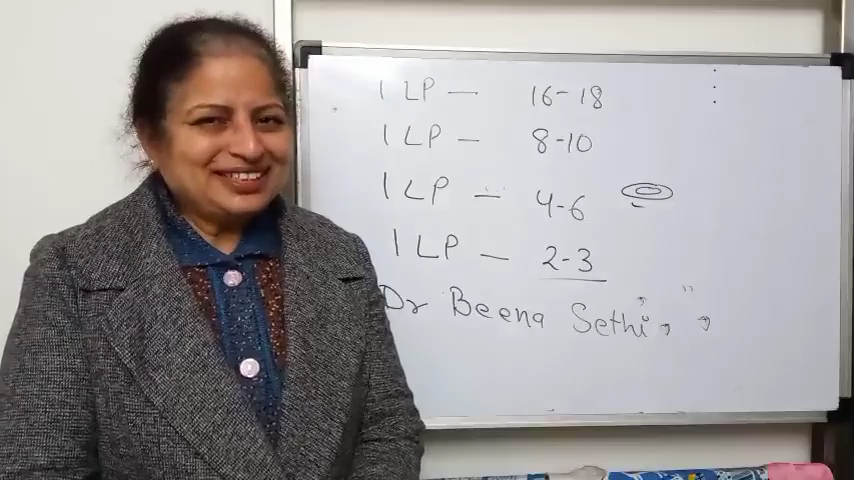 1 LP — 16-18
1 LP — 8-10
1 LP — 4-6
1 LP — 2-3
Dr Beena Sethi